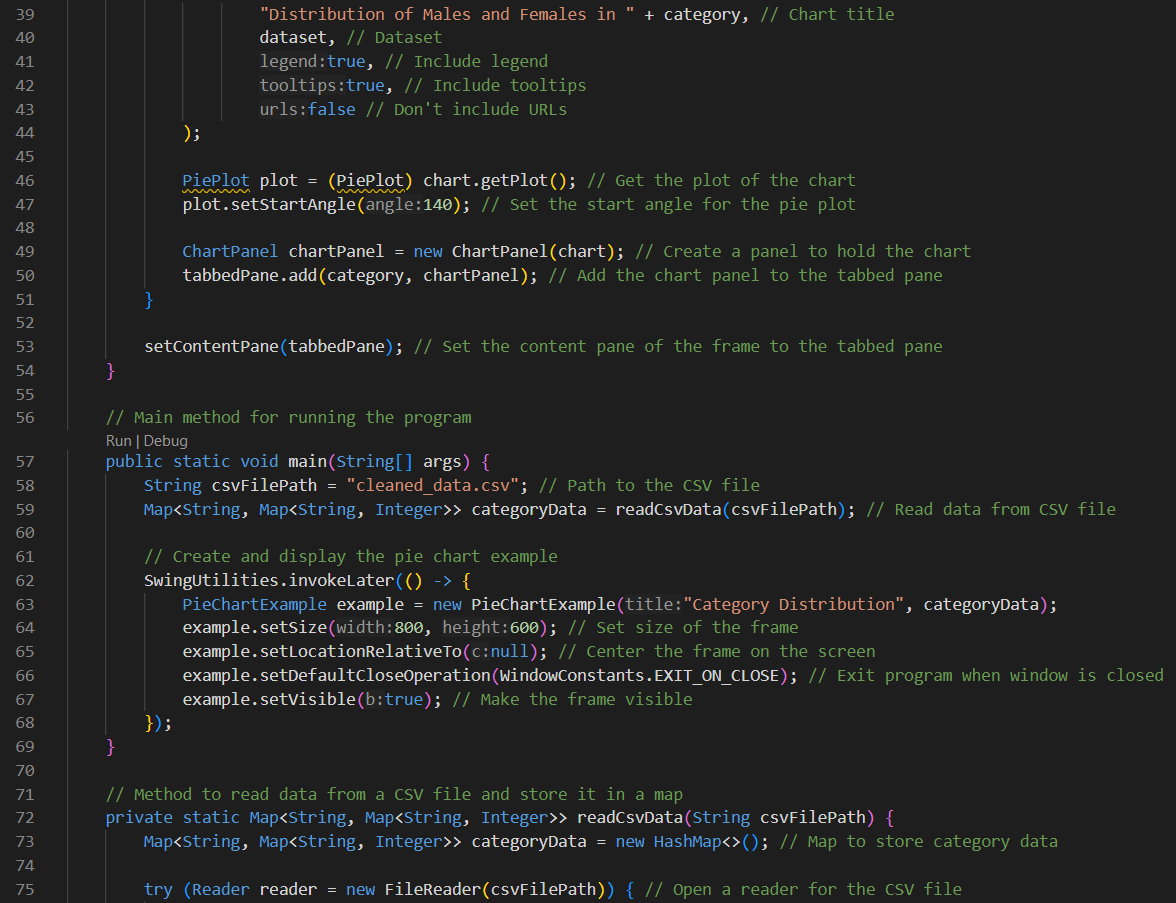 39 "Distribution of Males and Females in " + category, // Chart title
40 dataset, // Dataset
41 legend:true, // Include legend
42 tooltips:true, // Include tooltips
43 urls:false // Don't include URLs
44 );
45
46 PiePlot plot = (PiePlot) chart.getPlot(); // Get the plot of the chart
47 plot.setStartAngle(angle:140); // Set the start angle for the pie plot
48
49 ChartPanel chartPanel = new ChartPanel(chart); // Create a panel to hold the chart
50 tabbedPane.add(category, chartPanel); // Add the chart panel to the tabbed pane
51 }
52
53 setContentPane(tabbedPane); // Set the content pane of the frame to the tabbed pane
54 }
55
56 // Main method for running the program
Run | Debug
57 public static void main(String[] args) {
58 String csvFilePath = "cleaned_data.csv"; // Path to the CSV file
59 Map<String, Map<String, Integer>> categoryData = readCsvData(csvFilePath); // Read data from CSV file
60
61 // Create and display the pie chart example
62 SwingUtilities.invokeLater(() -> {
63 PieChartExample example = new PieChartExample(title:"Category Distribution", categoryData);
64 example.setSize(width:800, height:600); // Set size of the frame
65 example.setLocationRelativeTo(c:null); // Center the frame on the screen
66 example.setDefaultCloseOperation(WindowConstants.EXIT_ON_CLOSE); // Exit program when window is closed
67 example.setVisible(b:true); // Make the frame visible
68 });
69 }
70
71 // Method to read data from a CSV file and store it in a map
72 private static Map<String, Map<String, Integer>> readCsvData(String csvFilePath) {
73 Map<String, Map<String, Integer>> categoryData = new HashMap<>(); // Map to store category data
74
75 try (Reader reader = new FileReader(csvFilePath)) { // Open a reader for the CSV file